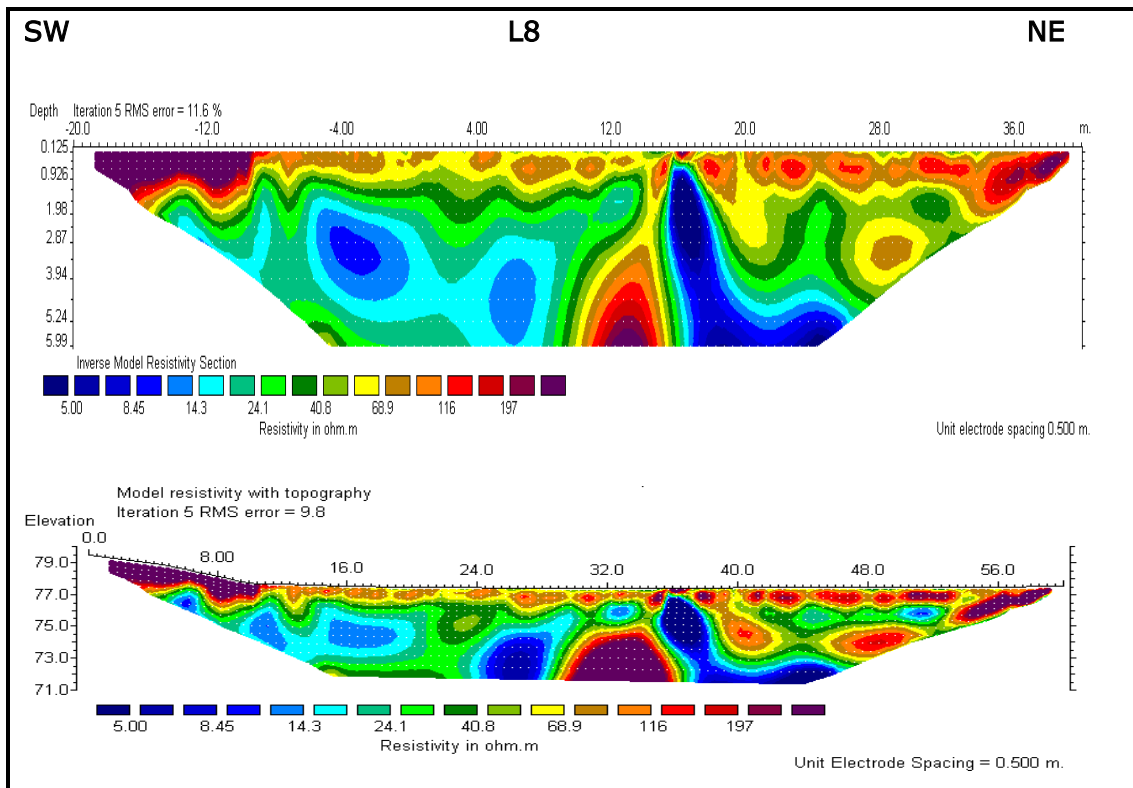 SW L8 NE
Depth Iteration 5 RMS error = 11.6 %
-20.0 -12.0 -4.00 4.00 12.0 20.0 28.0 36.0 m.
0.125
0.926
1.98
2.87
3.94
5.24
5.99
Inverse Model Resistivity Section
5.00 8.45 14.3 24.1 40.8 68.9 116 197
Resistivity in ohm.m
Unit electrode spacing 0.500 m.
Model resistivity with topography
Iteration 5 RMS error = 9.8
Elevation
0.0
8.00
16.0 24.0 32.0 40.0 48.0 56.0
79.0
77.0
75.0
73.0
71.0
5.00 8.45 14.3 24.1 40.8 68.9 116 197
Resistivity in ohm.m
Unit Electrode Spacing = 0.500 m.